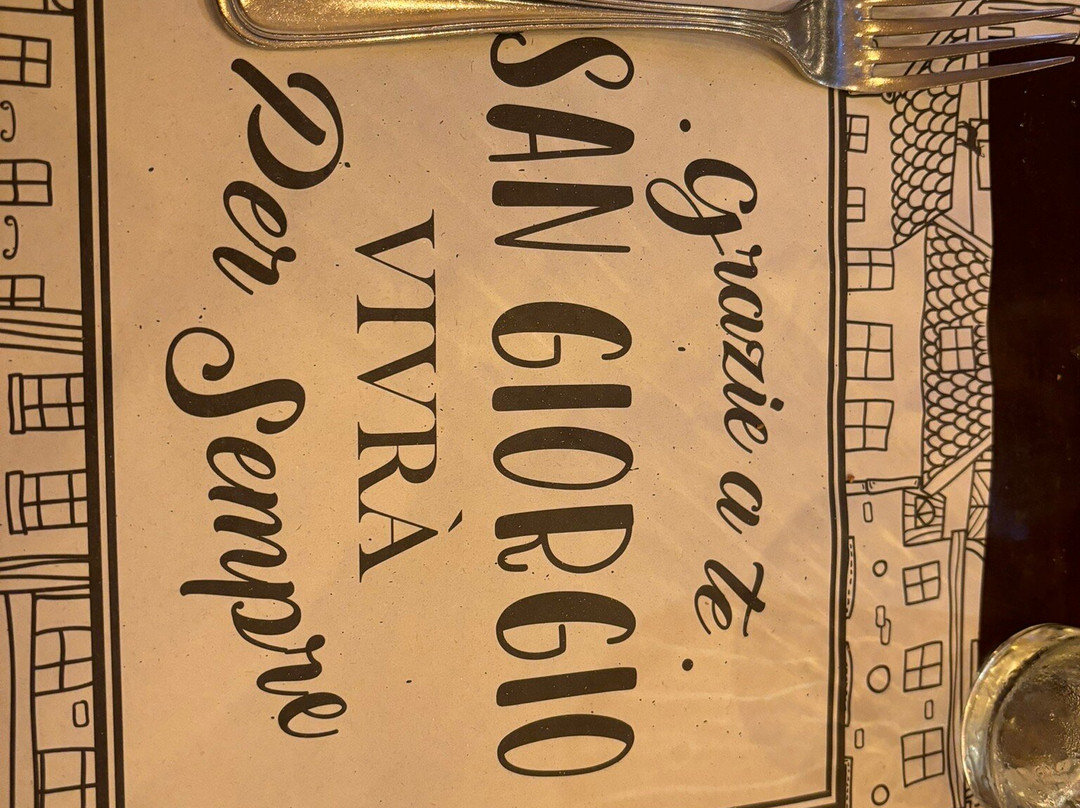 . Grazie a te .
SAN GIORGIO
VIVRÀ
Per Sempre